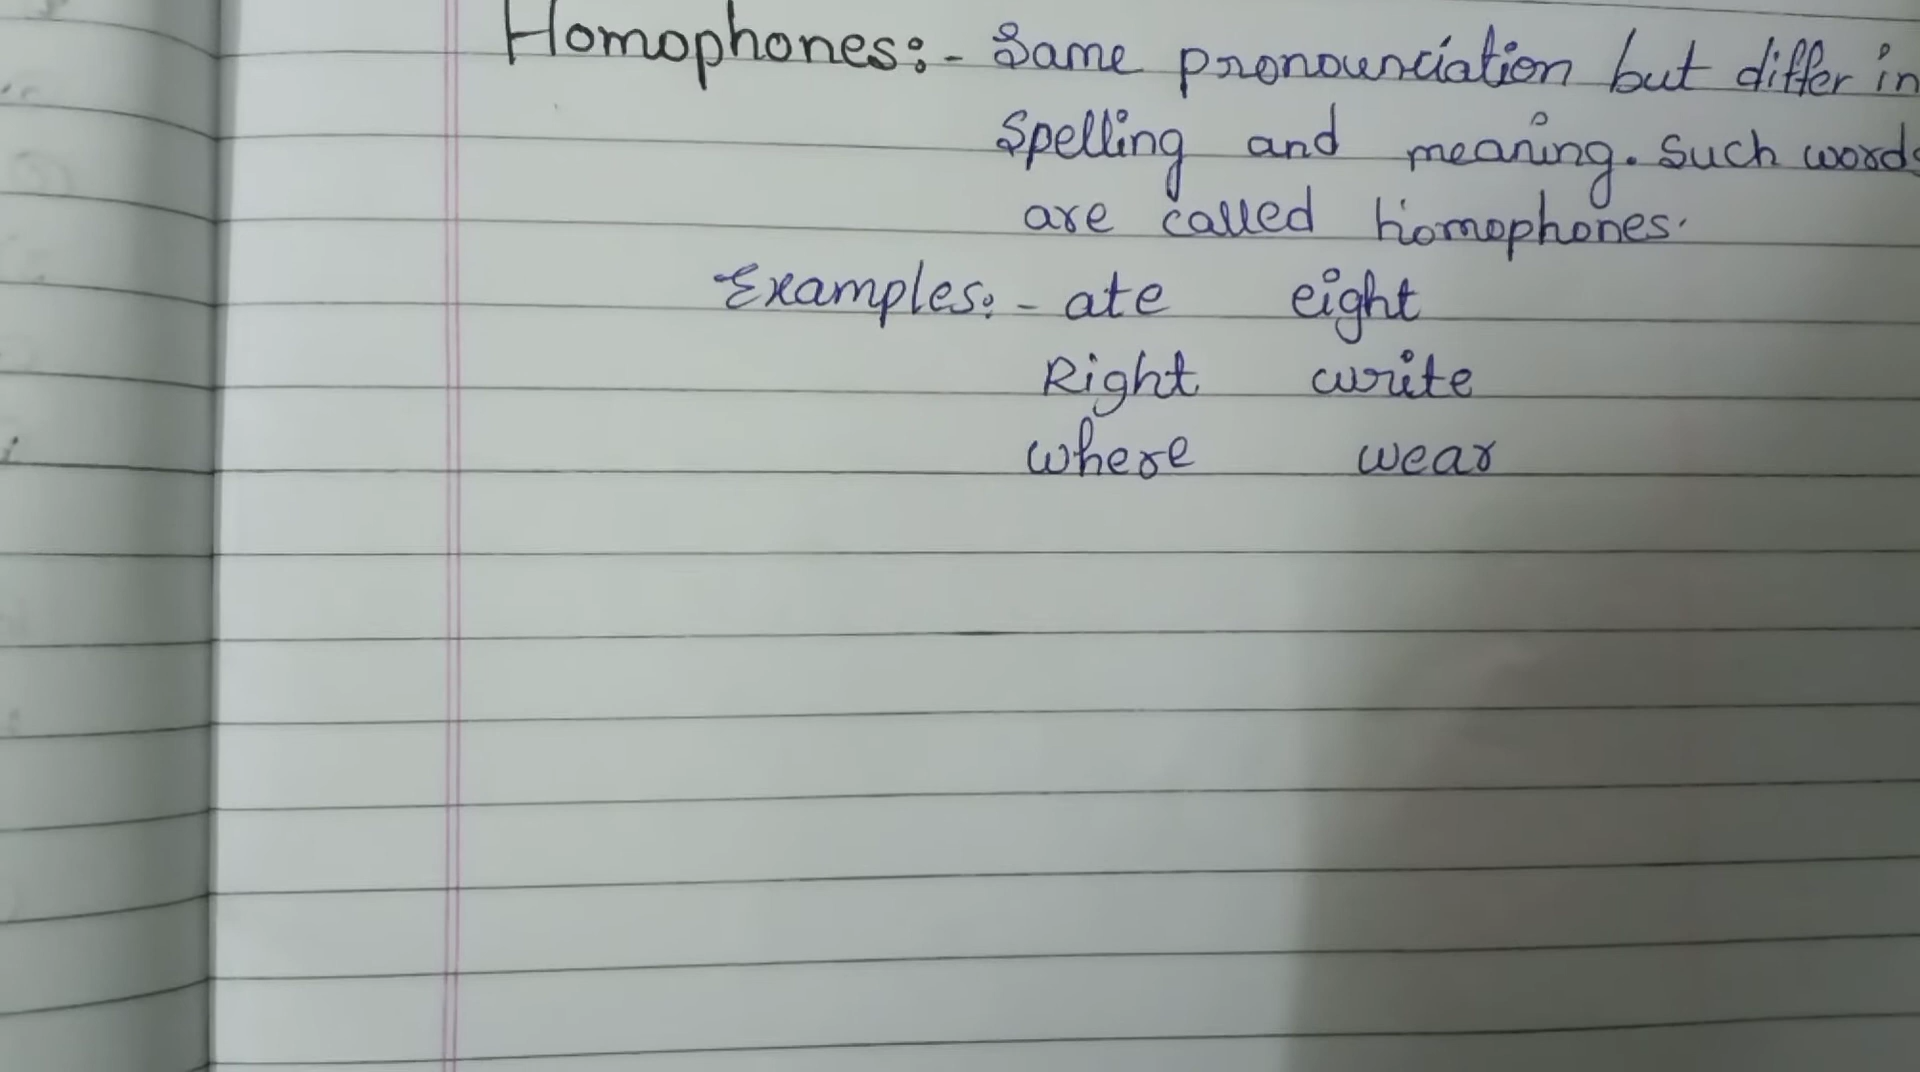 Homophones:- Same pronounciation but differ in
Spelling and meaning. Such words
are called homophones.
Examples:- ate eight
Right write
where wear